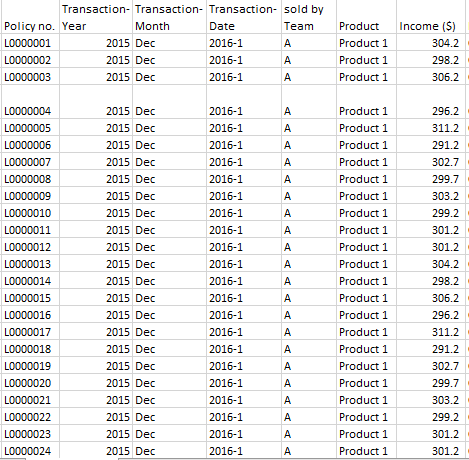 Transaction- Transaction- Transaction- sold by
Policy no. Year Month Date Team Product Income ($)
L0000001 2015 Dec 2016-1 A Product 1 304.2
L0000002 2015 Dec 2016-1 A Product 1 298.2
L0000003 2015 Dec 2016-1 A Product 1 306.2
L0000004 2015 Dec 2016-1 A Product 1 296.2
L0000005 2015 Dec 2016-1 A Product 1 311.2
L0000006 2015 Dec 2016-1 A Product 1 291.2
L0000007 2015 Dec 2016-1 A Product 1 302.7
L0000008 2015 Dec 2016-1 A Product 1 299.7
L0000009 2015 Dec 2016-1 A Product 1 303.2
L0000010 2015 Dec 2016-1 A Product 1 299.2
L0000011 2015 Dec 2016-1 A Product 1 301.2
L0000012 2015 Dec 2016-1 A Product 1 301.2
L0000013 2015 Dec 2016-1 A Product 1 304.2
L0000014 2015 Dec 2016-1 A Product 1 298.2
L0000015 2015 Dec 2016-1 A Product 1 306.2
L0000016 2015 Dec 2016-1 A Product 1 296.2
L0000017 2015 Dec 2016-1 A Product 1 311.2
L0000018 2015 Dec 2016-1 A Product 1 291.2
L0000019 2015 Dec 2016-1 A Product 1 302.7
L0000020 2015 Dec 2016-1 A Product 1 299.7
L0000021 2015 Dec 2016-1 A Product 1 303.2
L0000022 2015 Dec 2016-1 A Product 1 299.2
L0000023 2015 Dec 2016-1 A Product 1 301.2
L0000024 2015 Dec 2016-1 A Product 1 301.2